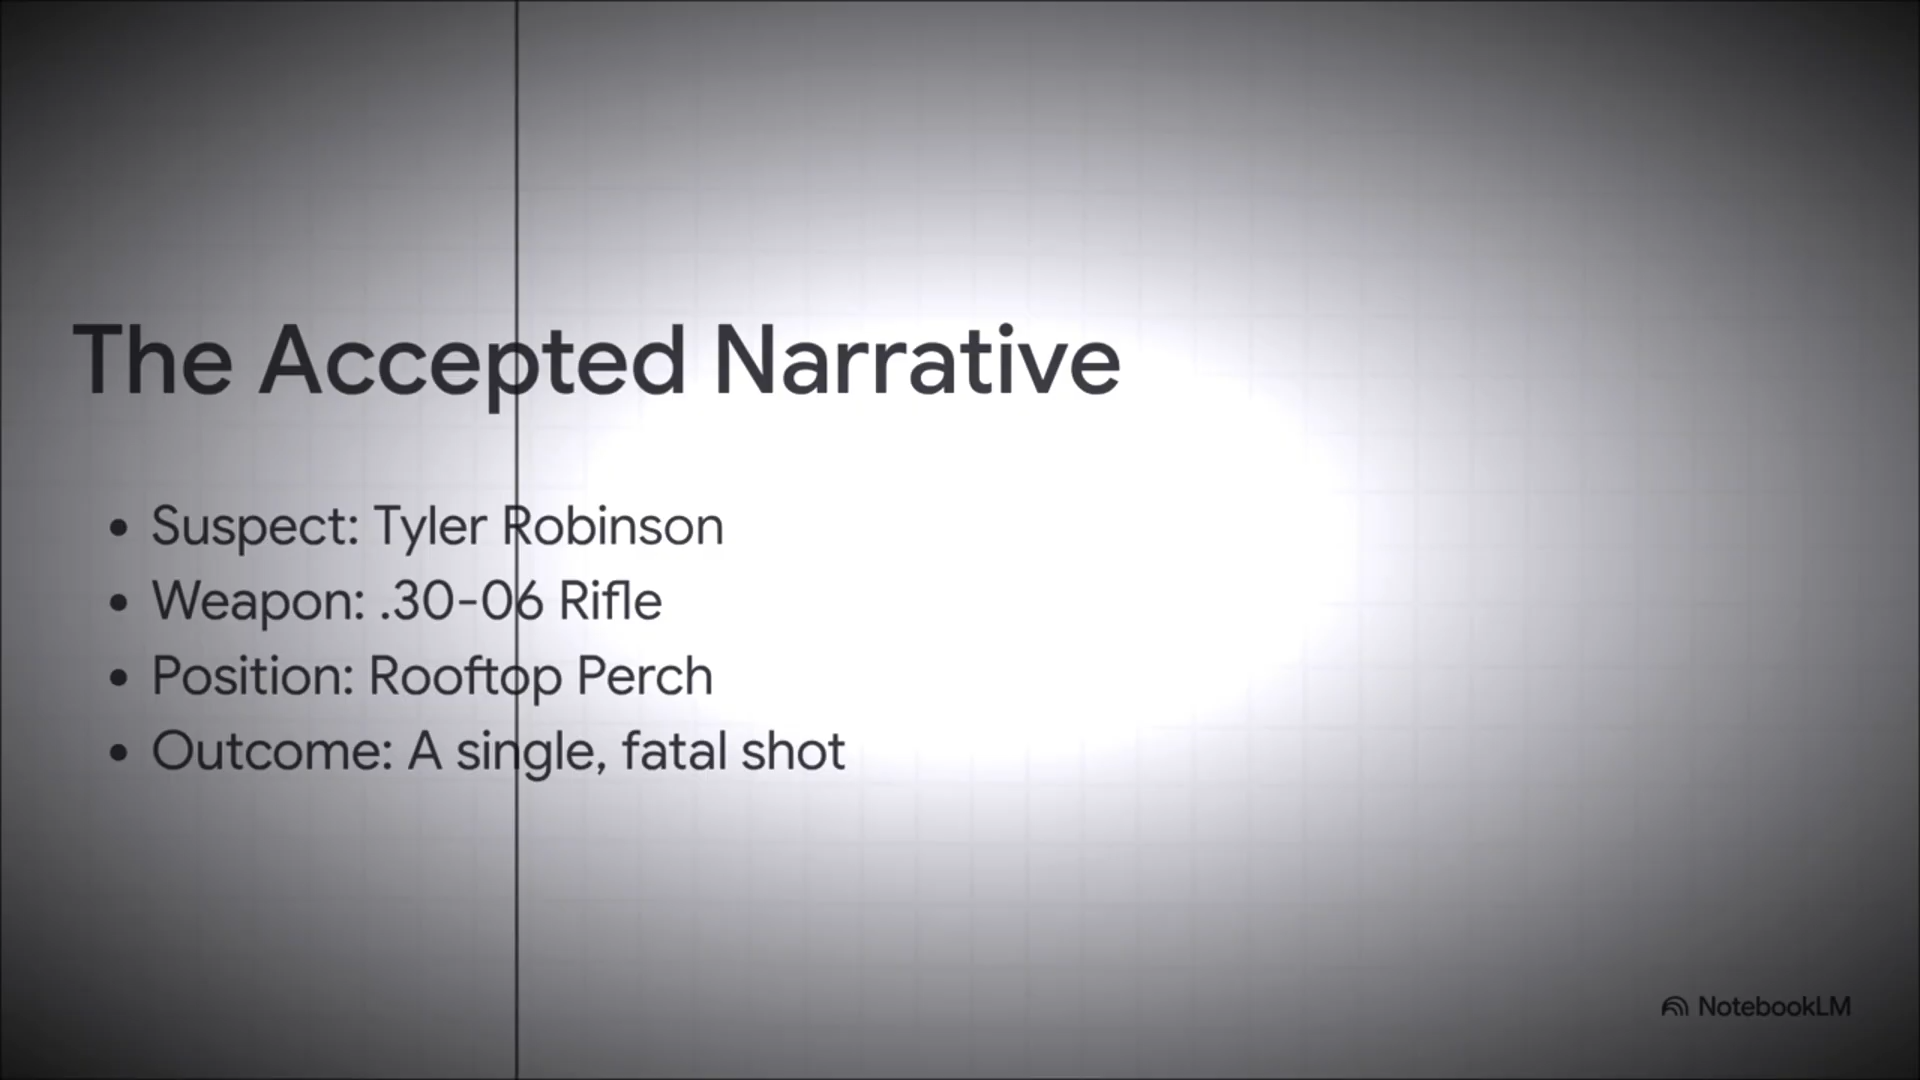 The Accepted Narrative
• Suspect: Tyler Robinson
• Weapon: .30-06 Rifle
• Position: Rooftop Perch
• Outcome: A single, fatal shot
NotebookLM